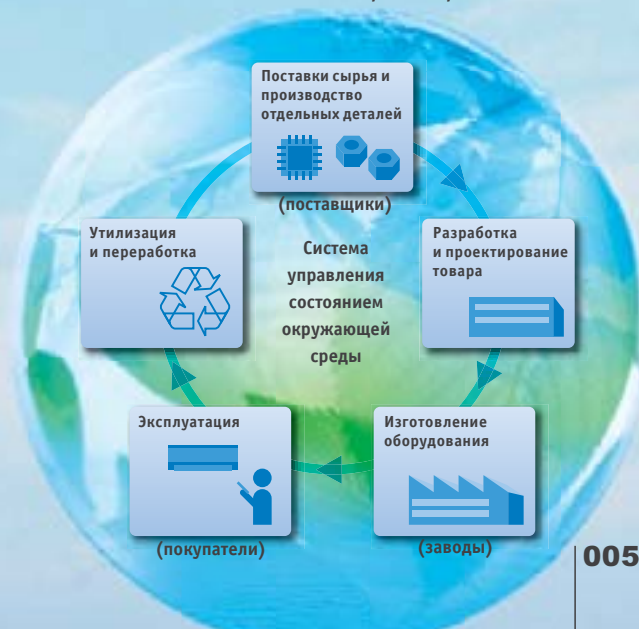 Поставки сырья и
производство
отдельных деталей
(поставщики)
Утилизация
и переработка
Система
управления
состоянием
окружающей
среды
Разработка
и проектирование
товара
Эксплуатация
(покупатели)
Изготовление
оборудования
(заводы)
005